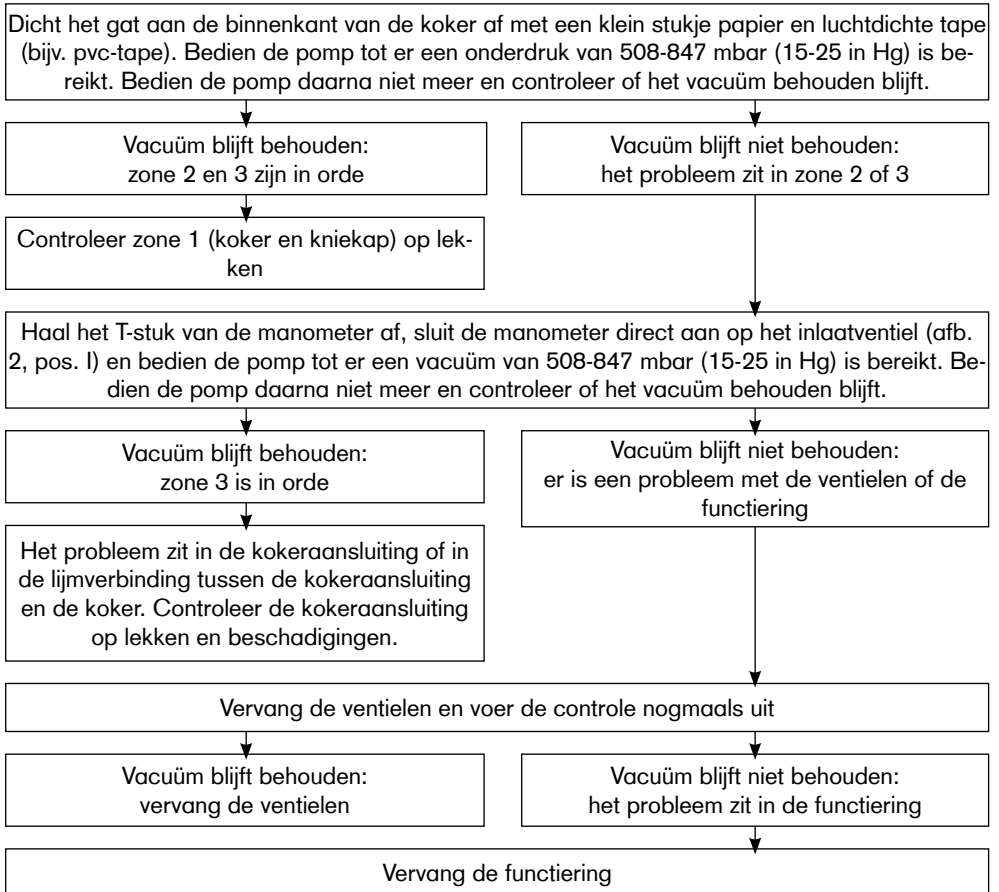 Dicht het gat aan de binnenkant van de koker af met een klein stukje papier en luchtdichte tape
(bijv. pvc-tape). Bedien de pomp tot er een onderdruk van 508-847 mbar (15-25 in Hg) is be-
reikt. Bedien de pomp daarna niet meer en controleer of het vacuüm behouden blijft.
Vacuüm blijft behouden:
zone 2 en 3 zijn in orde
Vacuüm blijft niet behouden:
het probleem zit in zone 2 of 3
Controleer zone 1 (koker en kniekap) op lek-
ken
Haal het T-stuk van de manometer af, sluit de manometer direct aan op het inlaatventiel (afb.
2, pos. I) en bedien de pomp tot er een vacuüm van 508-847 mbar (15-25 in Hg) is bereikt. Be-
dien de pomp daarna niet meer en controleer of het vacuüm behouden blijft.
Vacuüm blijft behouden:
zone 3 is in orde
Vacuüm blijft niet behouden:
er is een probleem met de ventielen of de
functiering
Het probleem zit in de kokeraansluiting of in
de lijmverbinding tussen de kokeraansluiting
en de koker. Controleer de kokeraansluiting
op lekken en beschadigingen.
Vervang de ventielen en voer de controle nogmaals uit
Vacuüm blijft behouden:
vervang de ventielen
Vacuüm blijft niet behouden:
het probleem zit in de functiering
Vervang de functiering